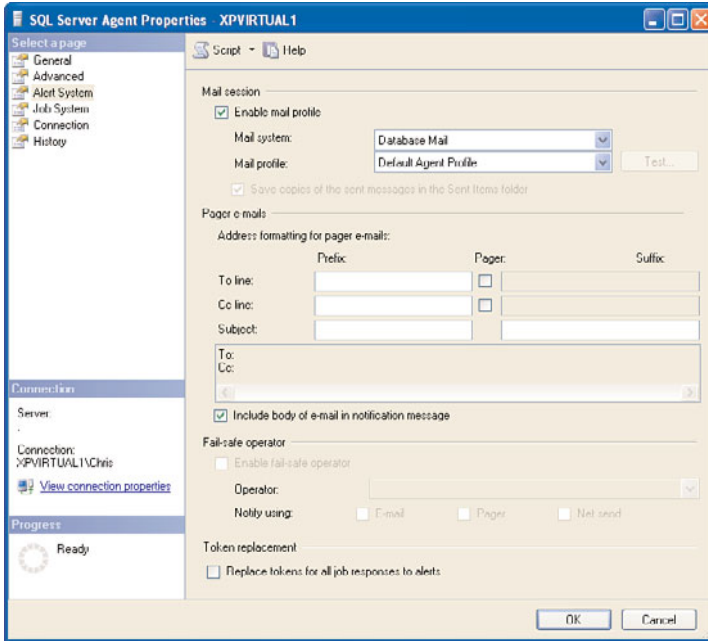 SQL Server Agent Properties - XPVIRTUAL1
Select a page
General
Advanced
Alert System
Job System
Connection
History
Script
Help
Mail session
Enable mail profile
Mail system:
Database Mail
Mail profile:
Default Agent Profile
Test...
Save copies of the sent messages in the Sent Items folder
Pager e-mails
Address formatting for pager e-mails:
Prefix:
Pager:
Suffix:
To line:
Cc line:
Subject:
To:
Cc:
Include body of e-mail in notification message
Fail-safe operator
Enable fail-safe operator
Operator:
Notify using:
E-mail
Pager
Net send
Token replacement
Replace tokens for all job responses to alerts
Connection
Server:
.
Connection:
XPVIRTUAL1\Chris
View connection properties
Progress
Ready
OK
Cancel